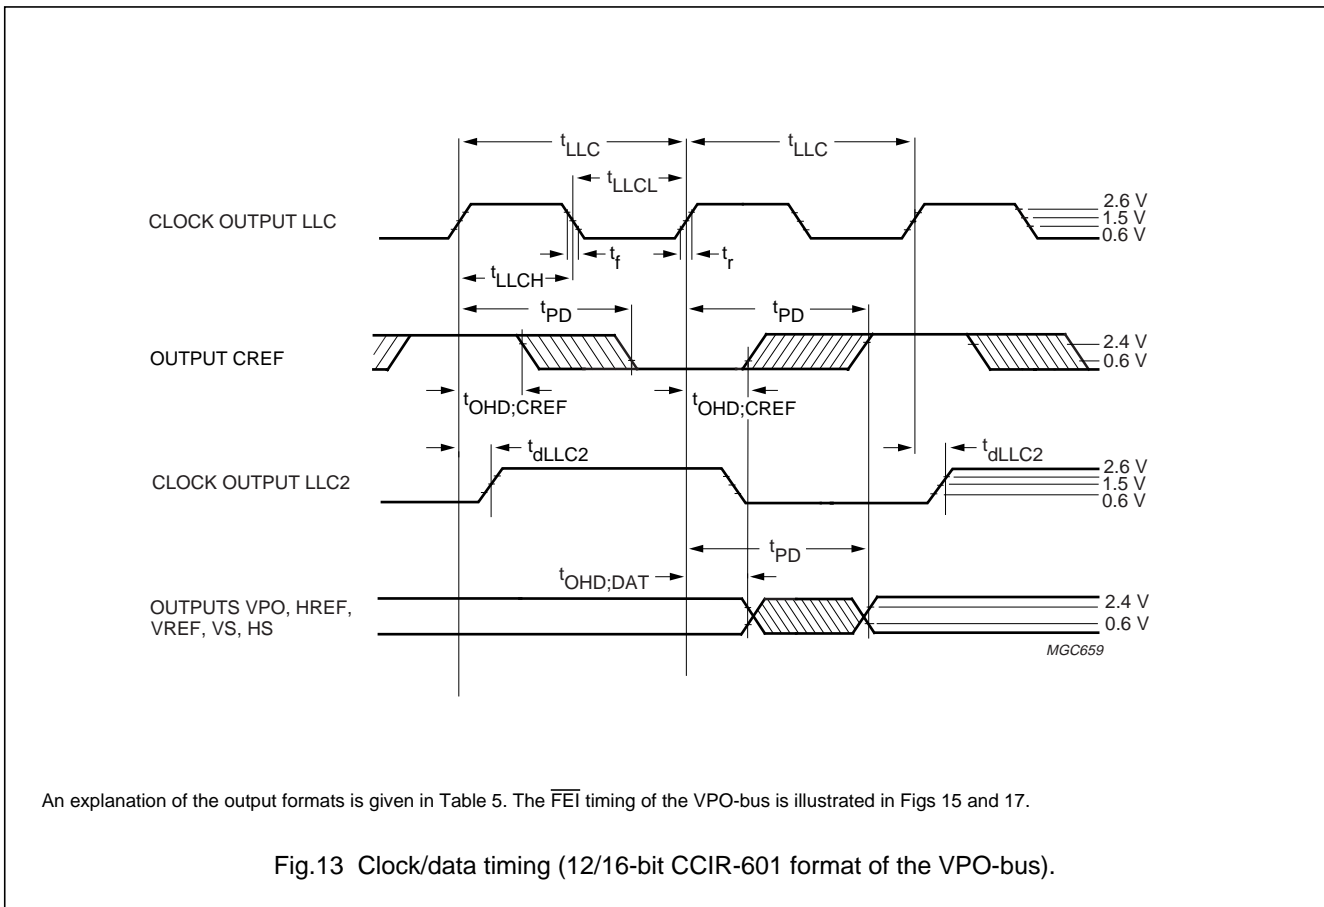 tLLC tLLC
tLLCL
CLOCK OUTPUT LLC
2.6 V
1.5 V
0.6 V
tf tr
tLLCH
tPD tPD
OUTPUT CREF
2.4 V
0.6 V
tOHD;CREF tOHD;CREF
tdLLC2 tdLLC2
CLOCK OUTPUT LLC2
2.6 V
1.5 V
0.6 V
tPD
tOHD;DAT
OUTPUTS VPO, HREF,
VREF, VS, HS
2.4 V
0.6 V
MGC659
An explanation of the output formats is given in Table 5. The F̅E̅I̅ timing of the VPO-bus is illustrated in Figs 15 and 17.
Fig.13 Clock/data timing (12/16-bit CCIR-601 format of the VPO-bus).